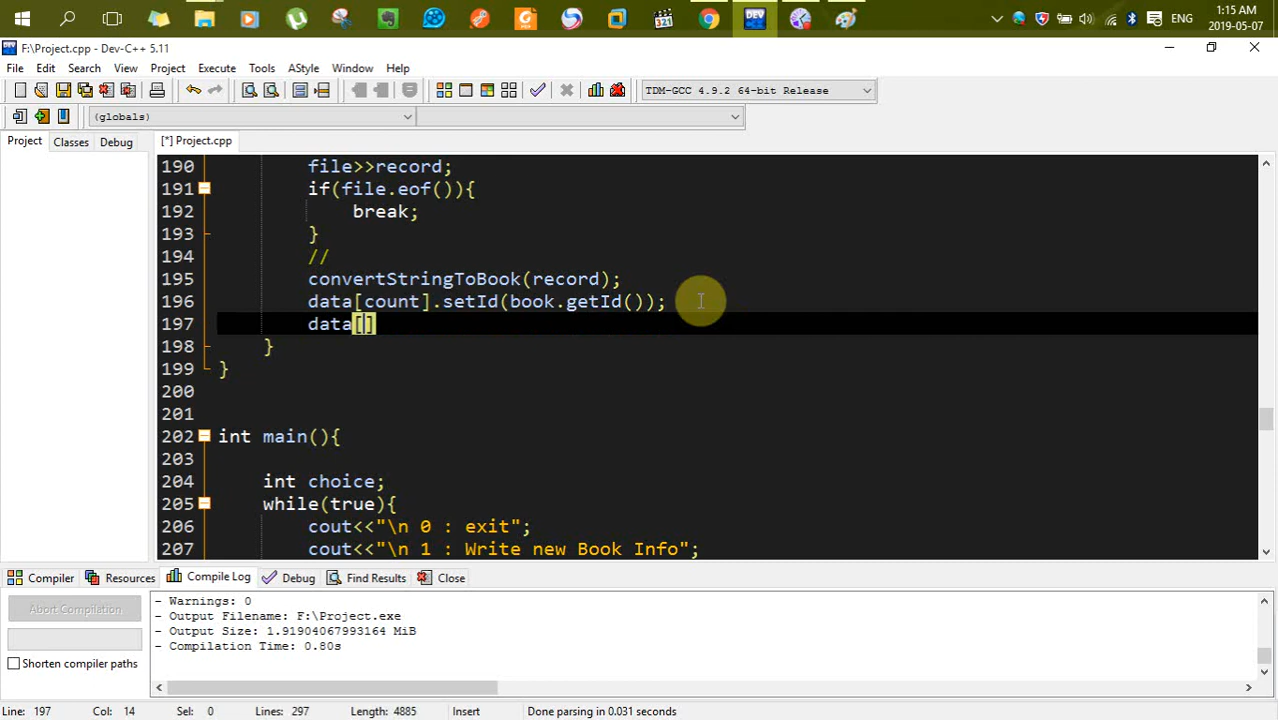 1:15 AM
ENG
2019-05-07
F:\Project.cpp - Dev-C++ 5.11
File Edit Search View Project Execute Tools AStyle Window Help
TDM-GCC 4.9.2 64-bit Release
(globals)
Project Classes Debug [*] Project.cpp
190 file>>record;
191 if(file.eof()){
192 break;
193 }
194 //
195 convertStringToBook(record);
196 data[count].setId(book.getId());
197 data[]
198 }
199 }
200
201
202 int main(){
203
204 int choice;
205 while(true){
206 cout<<"\n 0 : exit";
207 cout<<"\n 1 : Write new Book Info";
Compiler Resources Compile Log Debug Find Results Close
Abort Compilation
Shorten compiler paths
- Warnings: 0
- Output Filename: F:\Project.exe
- Output Size: 1.91904067993164 MiB
- Compilation Time: 0.80s
Line: 197 Col: 14 Sel: 0 Lines: 297 Length: 4885 Insert Done parsing in 0.031 seconds